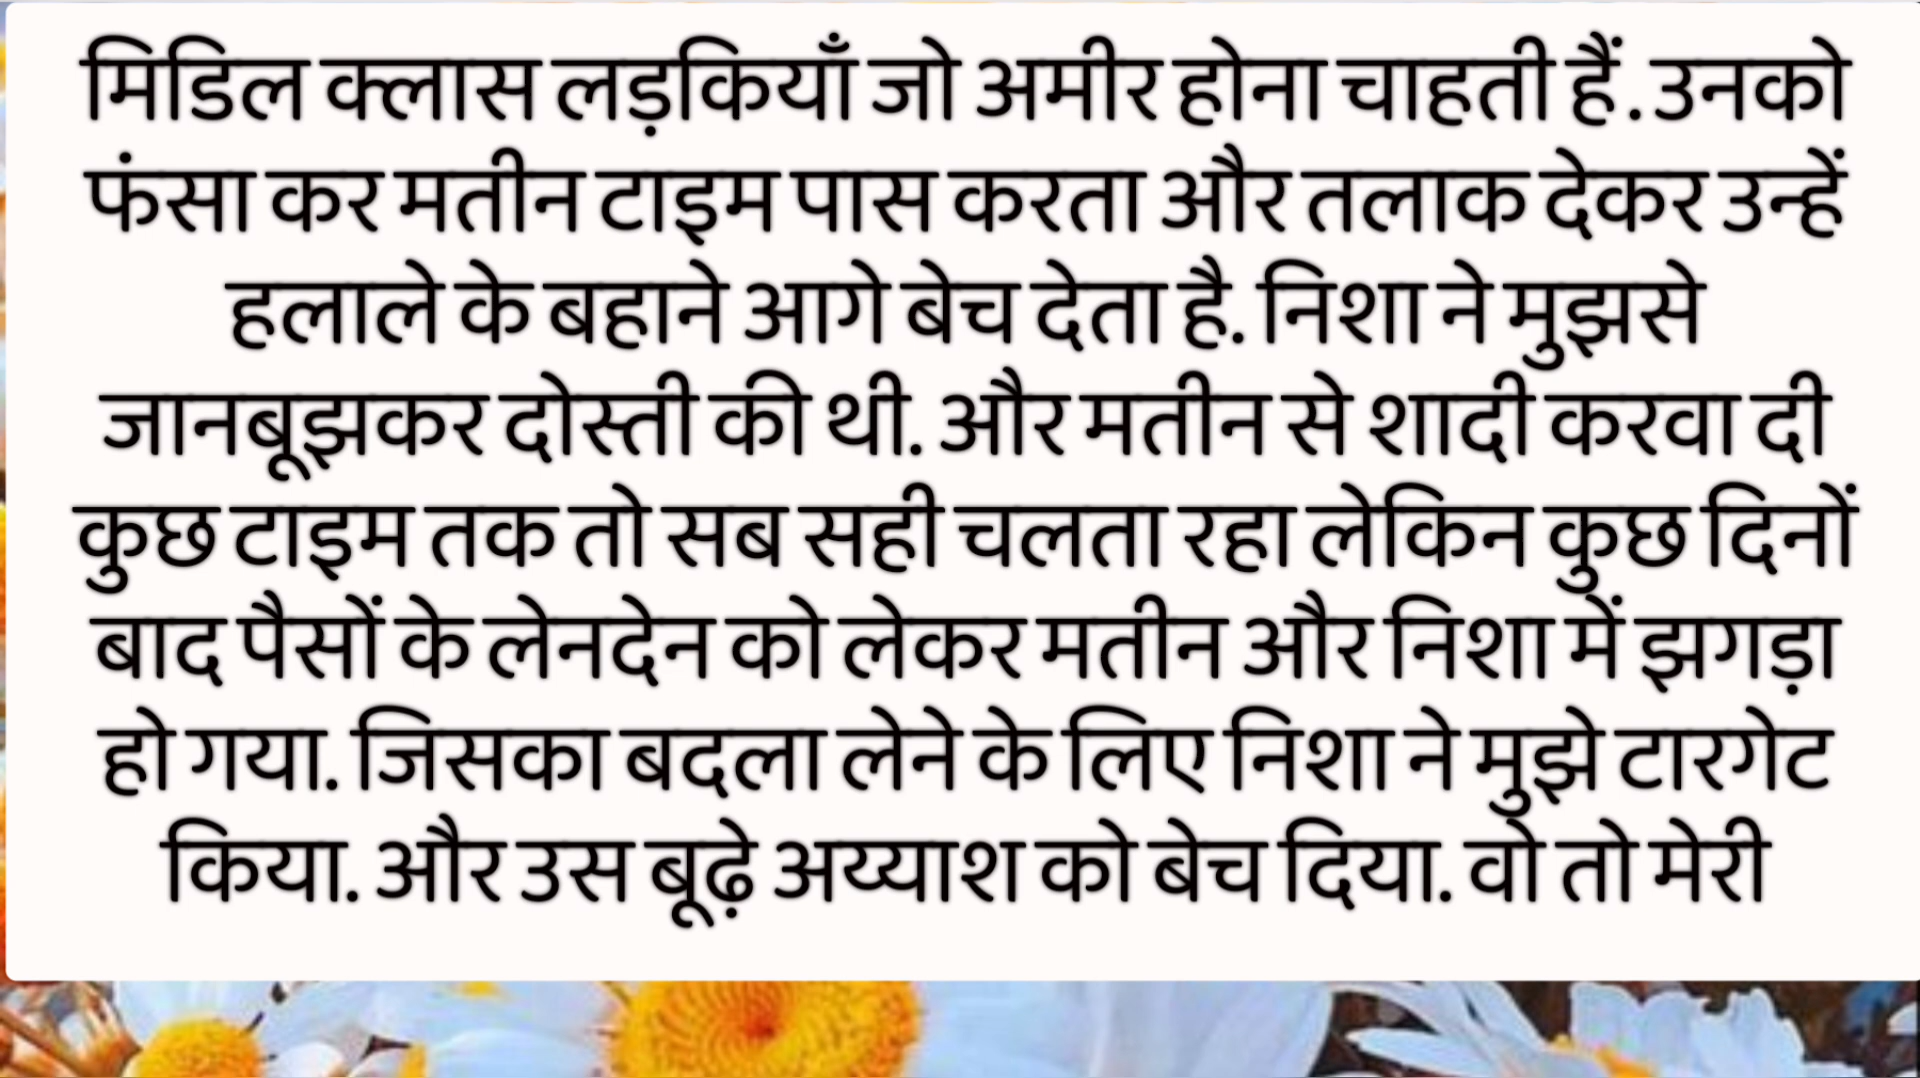 मिडिल क्लास लड़कियाँ जो अमीर होना चाहती हैं. उनको
फंसा कर मतीन टाइम पास करता और तलाक देकर उन्हें
हलाले के बहाने आगे बेच देता है. निशा ने मुझसे
जानबूझकर दोस्ती की थी. और मतीन से शादी करवा दी
कुछ टाइम तक तो सब सही चलता रहा लेकिन कुछ दिनों
बाद पैसों के लेनदेन को लेकर मतीन और निशा में झगड़ा
हो गया. जिसका बदला लेने के लिए निशा ने मुझे टारगेट
किया. और उस बूढ़े अय्याश को बेच दिया. वो तो मेरी